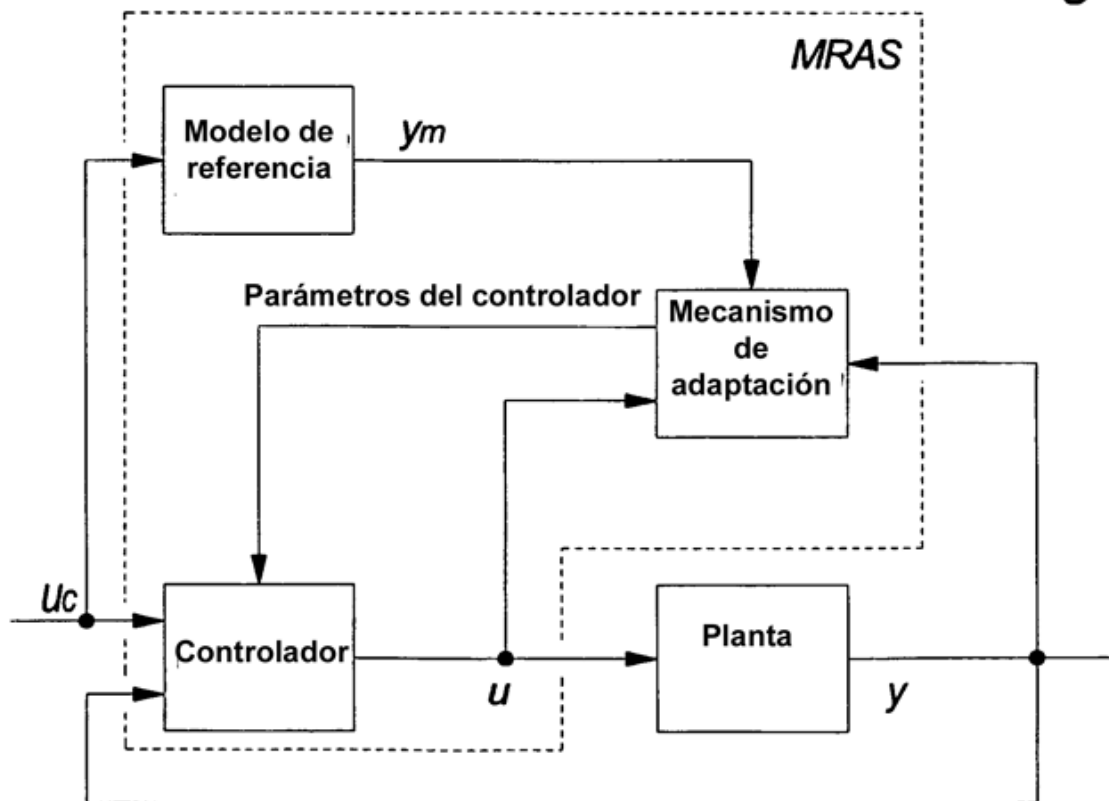 MRAS
Modelo de
referencia
ym
Parámetros del controlador
Mecanismo
de
adaptación
uc
Controlador
u
Planta
y